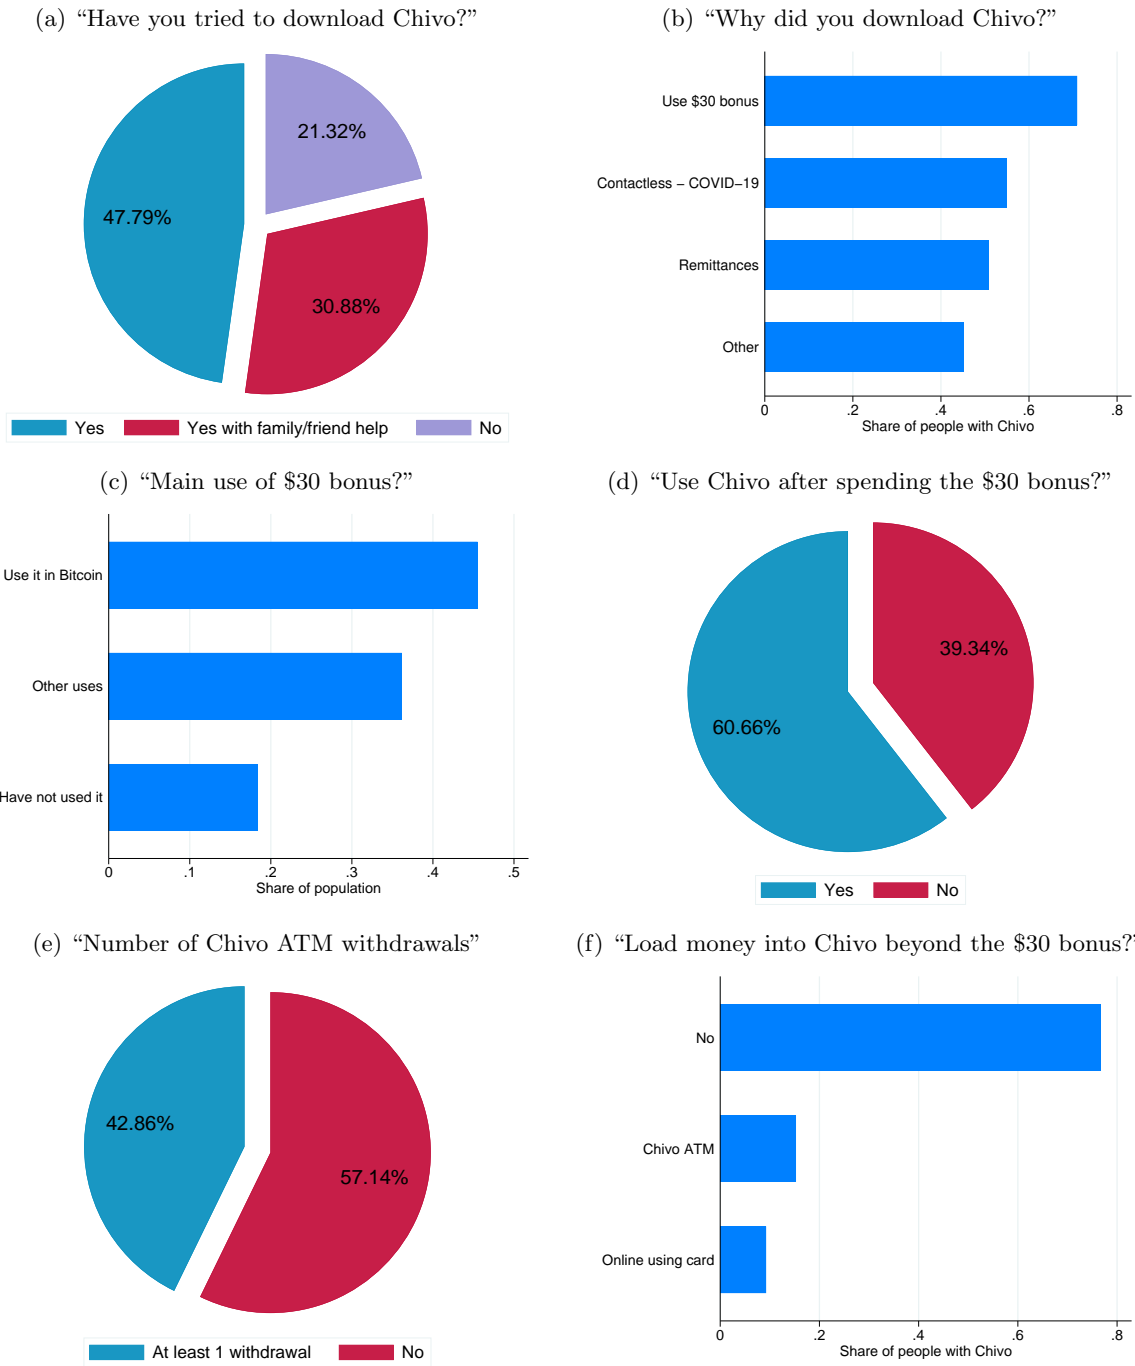 (a) “Have you tried to download Chivo?”
21.32%
47.79%
30.88%
Yes Yes with family/friend help No
(b) “Why did you download Chivo?”
Use $30 bonus
Contactless – COVID–19
Remittances
Other
0 .2 .4 .6 .8
Share of people with Chivo
(c) “Main use of $30 bonus?”
Use it in Bitcoin
Other uses
Have not used it
0 .1 .2 .3 .4 .5
Share of population
(d) “Use Chivo after spending the $30 bonus?”
39.34%
60.66%
Yes No
(e) “Number of Chivo ATM withdrawals”
42.86%
57.14%
At least 1 withdrawal No
(f) “Load money into Chivo beyond the $30 bonus?”
No
Chivo ATM
Online using card
0 .2 .4 .6 .8
Share of people with Chivo